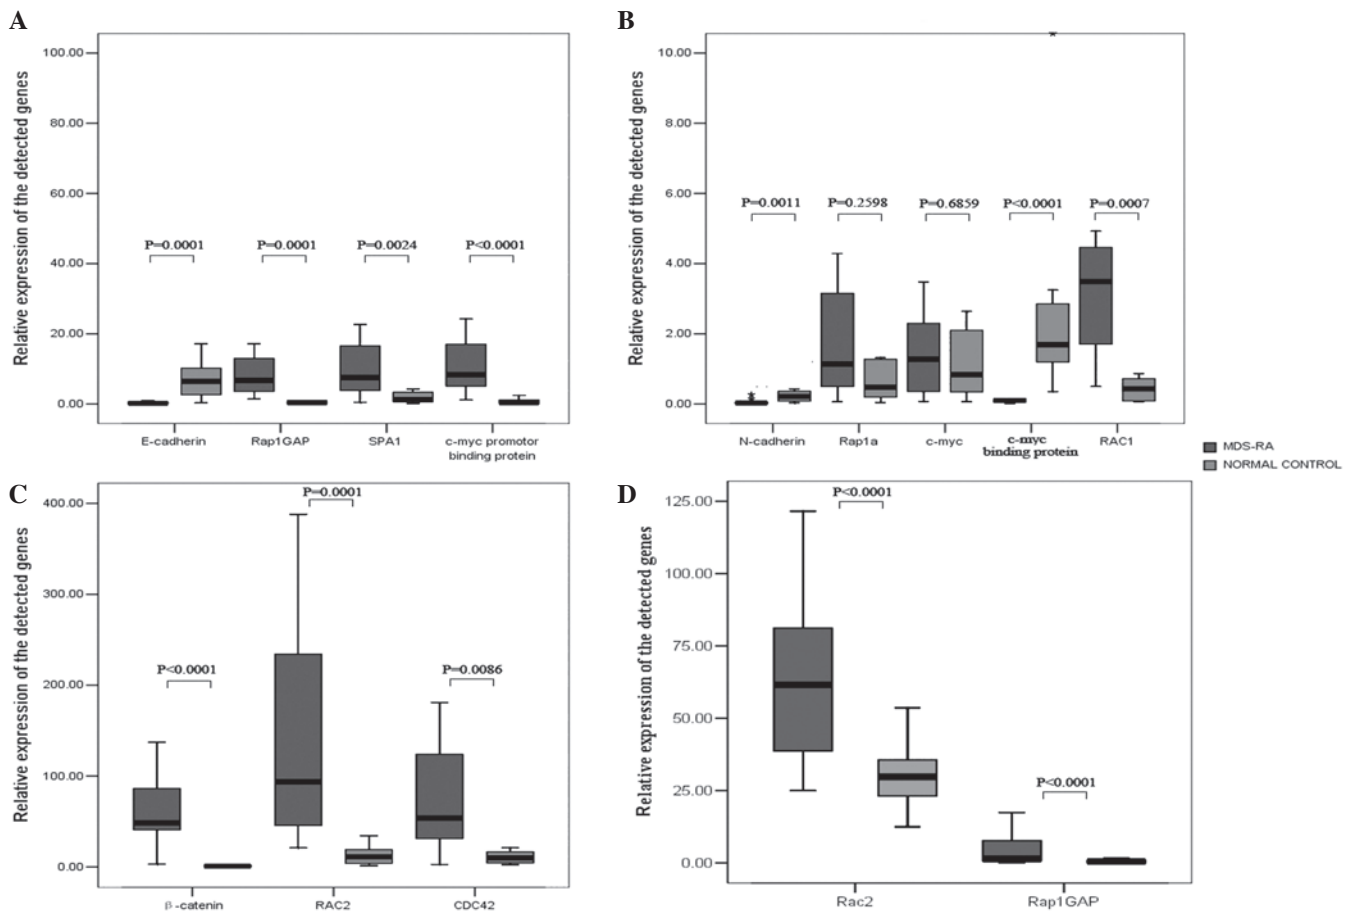 A
Relative expression of the detected genes
100.00
80.00
60.00
40.00
20.00
0.00
P=0.0001
P=0.0001
P=0.0024
P<0.0001
E-cadherin
Rap1GAP
SPA1
c-myc promotor
binding protein
B
Relative expression of the detected genes
10.00
8.00
6.00
4.00
2.00
0.00
P=0.0011
P=0.2598
P=0.6859
P<0.0001
P=0.0007
N-cadherin
Rap1a
c-myc
c-myc
binding protein
RAC1
MDS-RA
NORMAL CONTROL
C
Relative expression of the detected genes
400.00
300.00
200.00
100.00
0.00
P<0.0001
P=0.0001
P=0.0086
β-catenin
RAC2
CDC42
D
Relative expression of the detected genes
125.00
100.00
75.00
50.00
25.00
0.00
P<0.0001
P<0.0001
Rac2
Rap1GAP